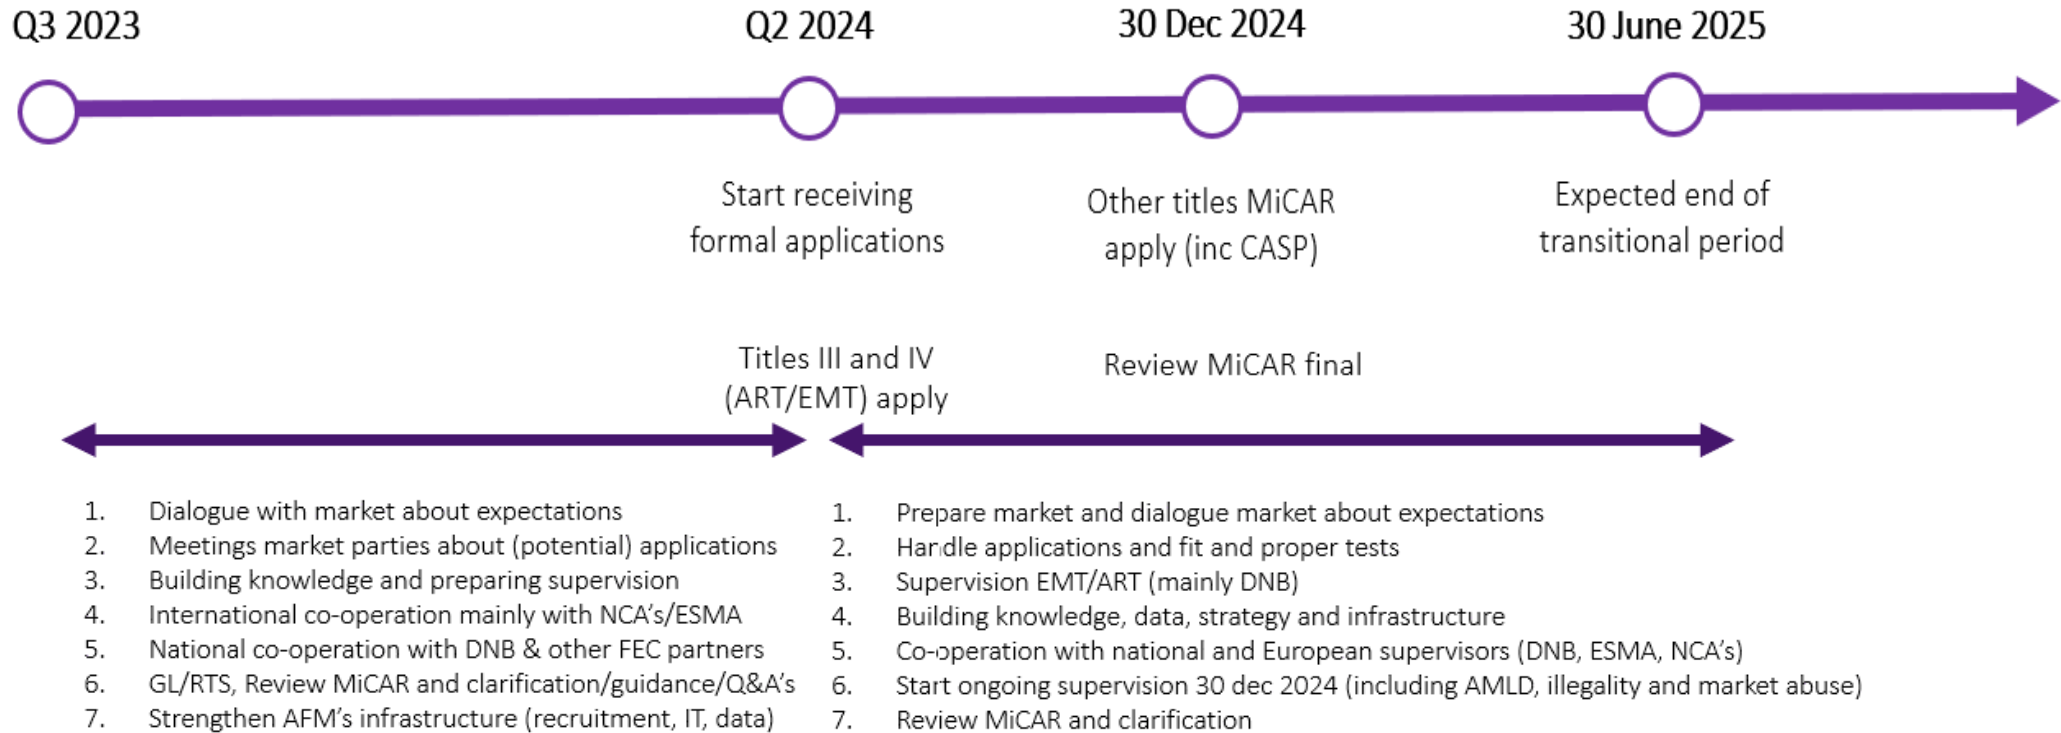 Q3 2023
Q2 2024
30 Dec 2024
30 June 2025
Start receiving
formal applications
Other titles MiCAR
apply (inc CASP)
Expected end of
transitional period
Titles III and IV
(ART/EMT) apply
Review MiCAR final
1. Dialogue with market about expectations
2. Meetings market parties about (potential) applications
3. Building knowledge and preparing supervision
4. International co-operation mainly with NCA's/ESMA
5. National co-operation with DNB & other FEC partners
6. GL/RTS, Review MiCAR and clarification/guidance/Q&A's
7. Strengthen AFM's infrastructure (recruitment, IT, data)
1. Prepare market and dialogue market about expectations
2. Handle applications and fit and proper tests
3. Supervision EMT/ART (mainly DNB)
4. Building knowledge, data, strategy and infrastructure
5. Co-operation with national and European supervisors (DNB, ESMA, NCA's)
6. Start ongoing supervision 30 dec 2024 (including AMLD, illegality and market abuse)
7. Review MiCAR and clarification